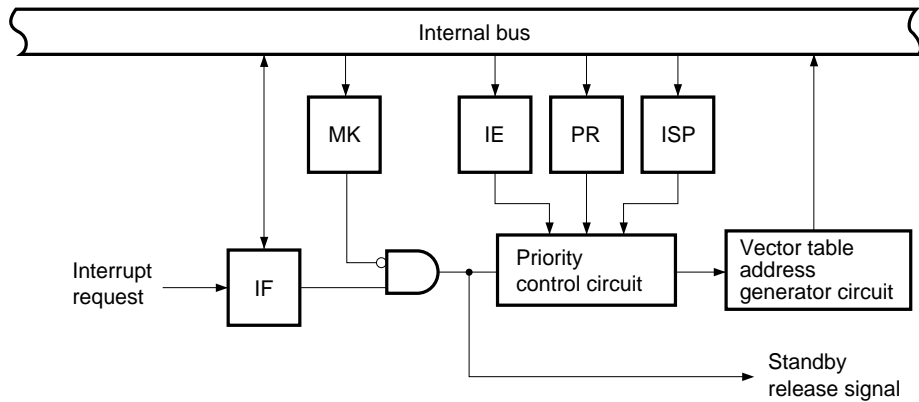 Internal bus
MK
IE
PR
ISP
Interrupt
request
IF
Priority
control circuit
Vector table
address
generator circuit
Standby
release signal